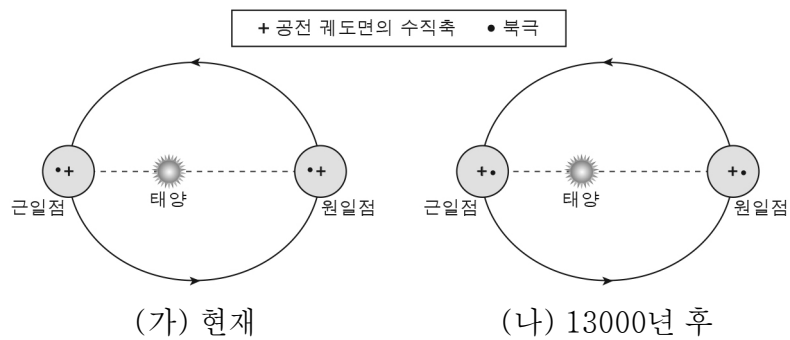 + 공전 궤도면의 수직축 • 북극
태양
근일점
원일점
태양
근일점
원일점
(가) 현재
(나) 13000년 후